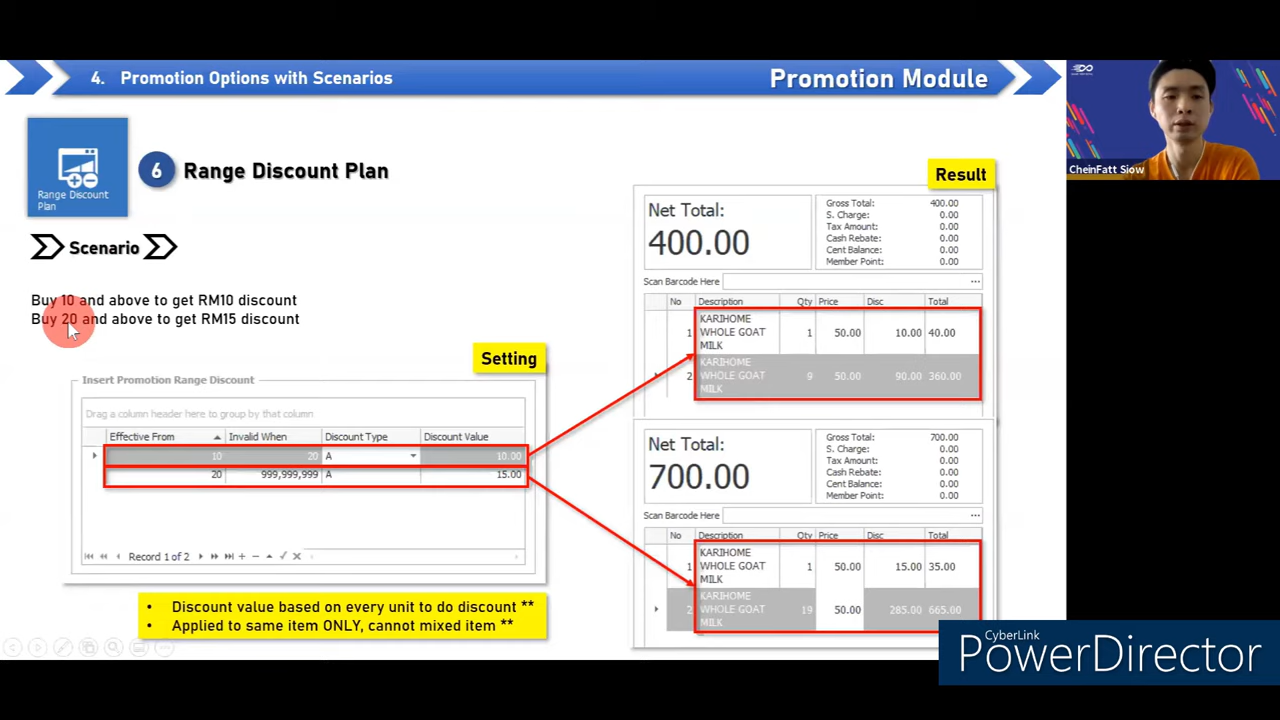 4. Promotion Options with Scenarios
Promotion Module
Range Discount
Plan
6 Range Discount Plan
Scenario
Buy 10 and above to get RM10 discount
Buy 20 and above to get RM15 discount
Setting
Insert Promotion Range Discount
Drag a column header here to group by that column
Effective From Invalid When Discount Type Discount Value
10 20 A 10.00
20 999,999,999 A 15.00
Record 1 of 2
• Discount value based on every unit to do discount **
• Applied to same item ONLY, cannot mixed item **
Result
Net Total:
400.00
Gross Total: 400.00
S. Charge: 0.00
Tax Amount: 0.00
Cash Rebate: 0.00
Cent Balance: 0.00
Member Point: 0.00
Scan Barcode Here ...
No Description Qty Price Disc Total
1 KARIHOME WHOLE GOAT MILK 1 50.00 10.00 40.00
2 KARIHOME WHOLE GOAT MILK 9 50.00 90.00 360.00
Net Total:
700.00
Gross Total: 700.00
S. Charge: 0.00
Tax Amount: 0.00
Cash Rebate: 0.00
Cent Balance: 0.00
Member Point: 0.00
Scan Barcode Here ...
No Description Qty Price Disc Total
1 KARIHOME WHOLE GOAT MILK 1 50.00 15.00 35.00
2 KARIHOME WHOLE GOAT MILK 19 50.00 285.00 665.00
CheinFatt Siow
CyberLink
PowerDirector